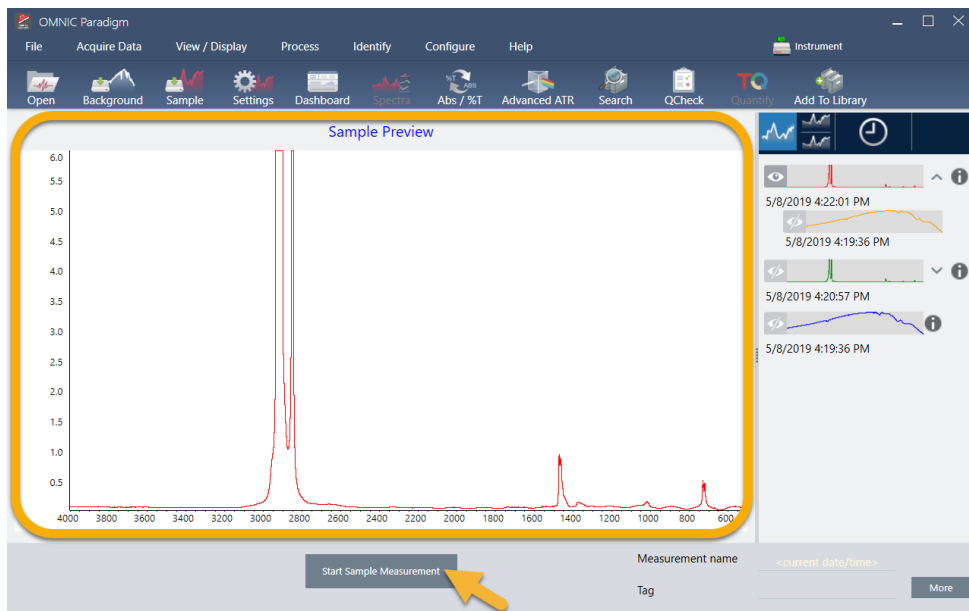 OMNIC Paradigm
File Acquire Data View / Display Process Identify Configure Help Instrument
%T ABS TQ
Open Background Sample Settings Dashboard Spectra Abs / %T Advanced ATR Search QCheck Quantify Add To Library
Sample Preview
6.0
5.5
5.0
4.5
4.0
3.5
3.0
2.5
2.0
1.5
1.0
0.5
4000 3800 3600 3400 3200 3000 2800 2600 2400 2200 2000 1800 1600 1400 1200 1000 800 600
5/8/2019 4:22:01 PM
5/8/2019 4:19:36 PM
5/8/2019 4:20:57 PM
5/8/2019 4:19:36 PM
Start Sample Measurement
Measurement name <current date/time>
Tag
More